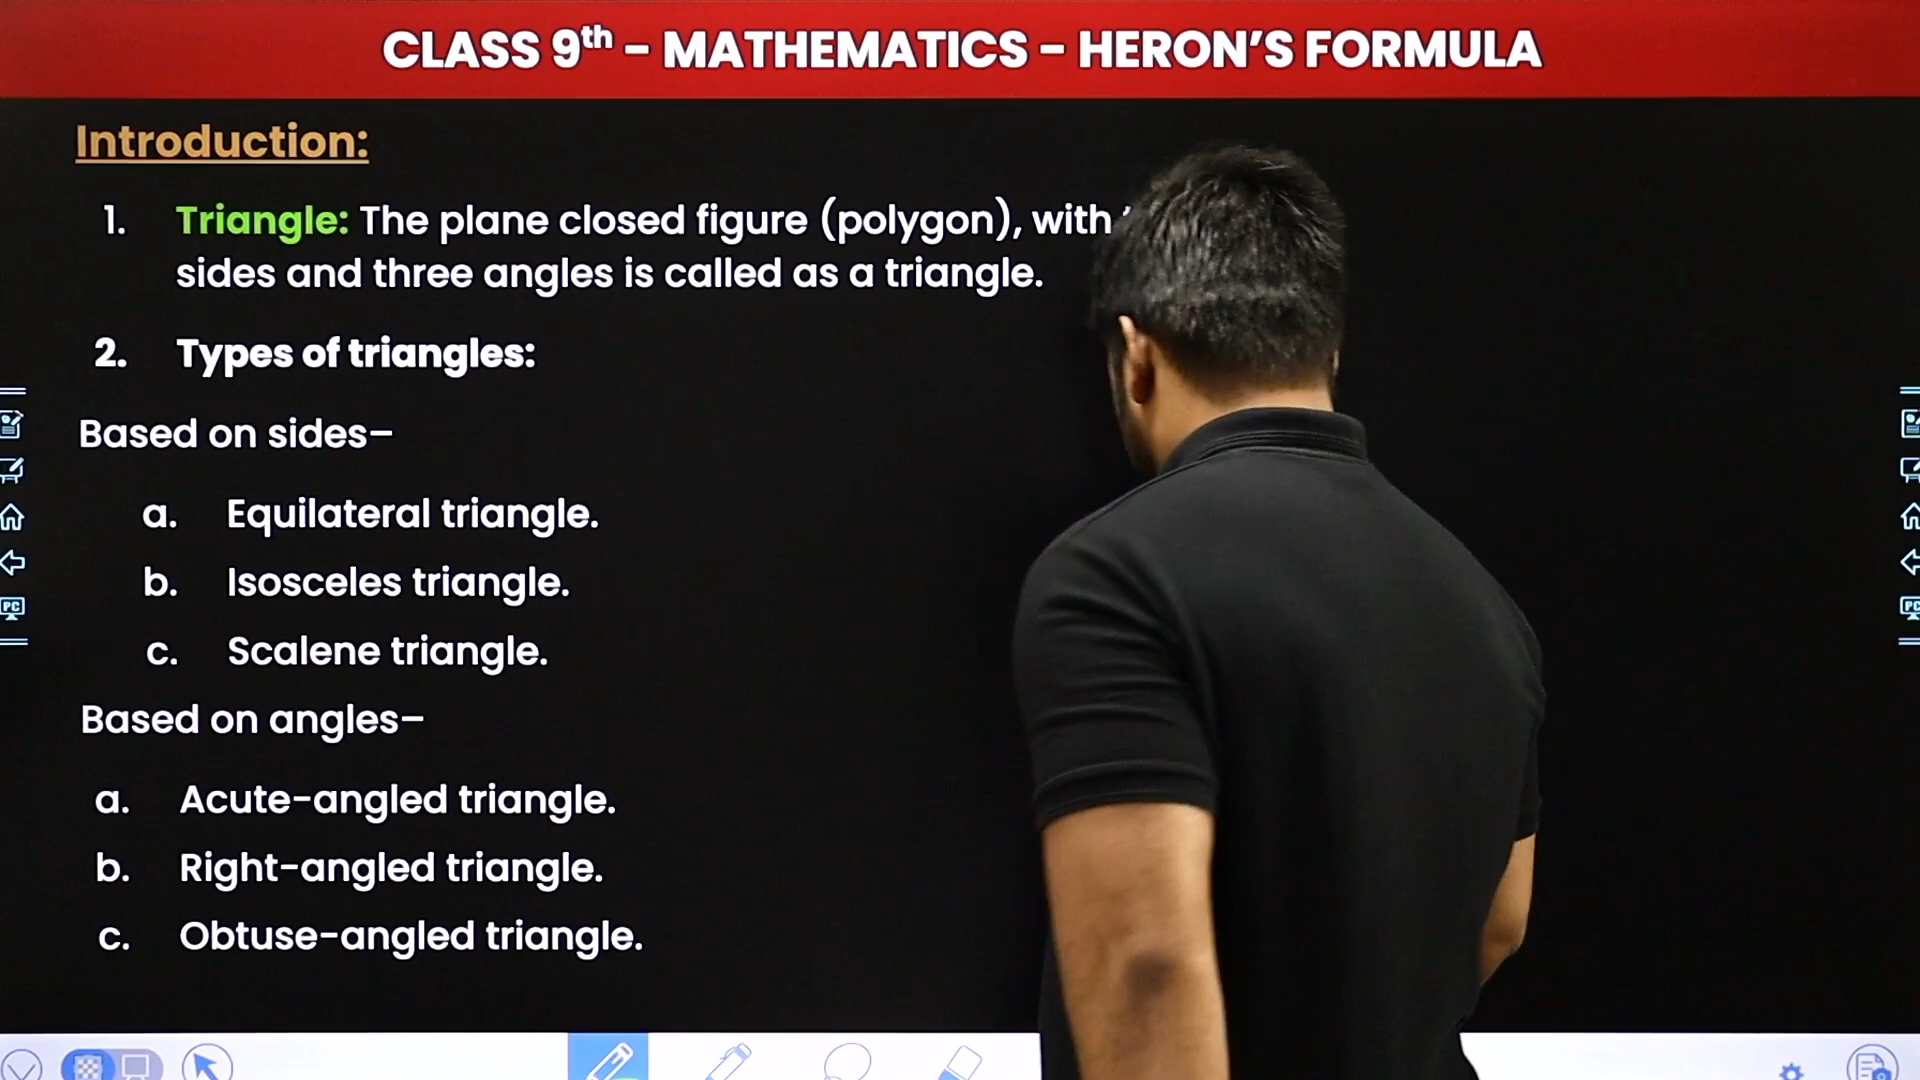 CLASS 9th – MATHEMATICS – HERON'S FORMULA
Introduction:
1. Triangle: The plane closed figure (polygon), with
sides and three angles is called as a triangle.
2. Types of triangles:
Based on sides–
a. Equilateral triangle.
b. Isosceles triangle.
c. Scalene triangle.
Based on angles–
a. Acute-angled triangle.
b. Right-angled triangle.
c. Obtuse-angled triangle.
PC
PC